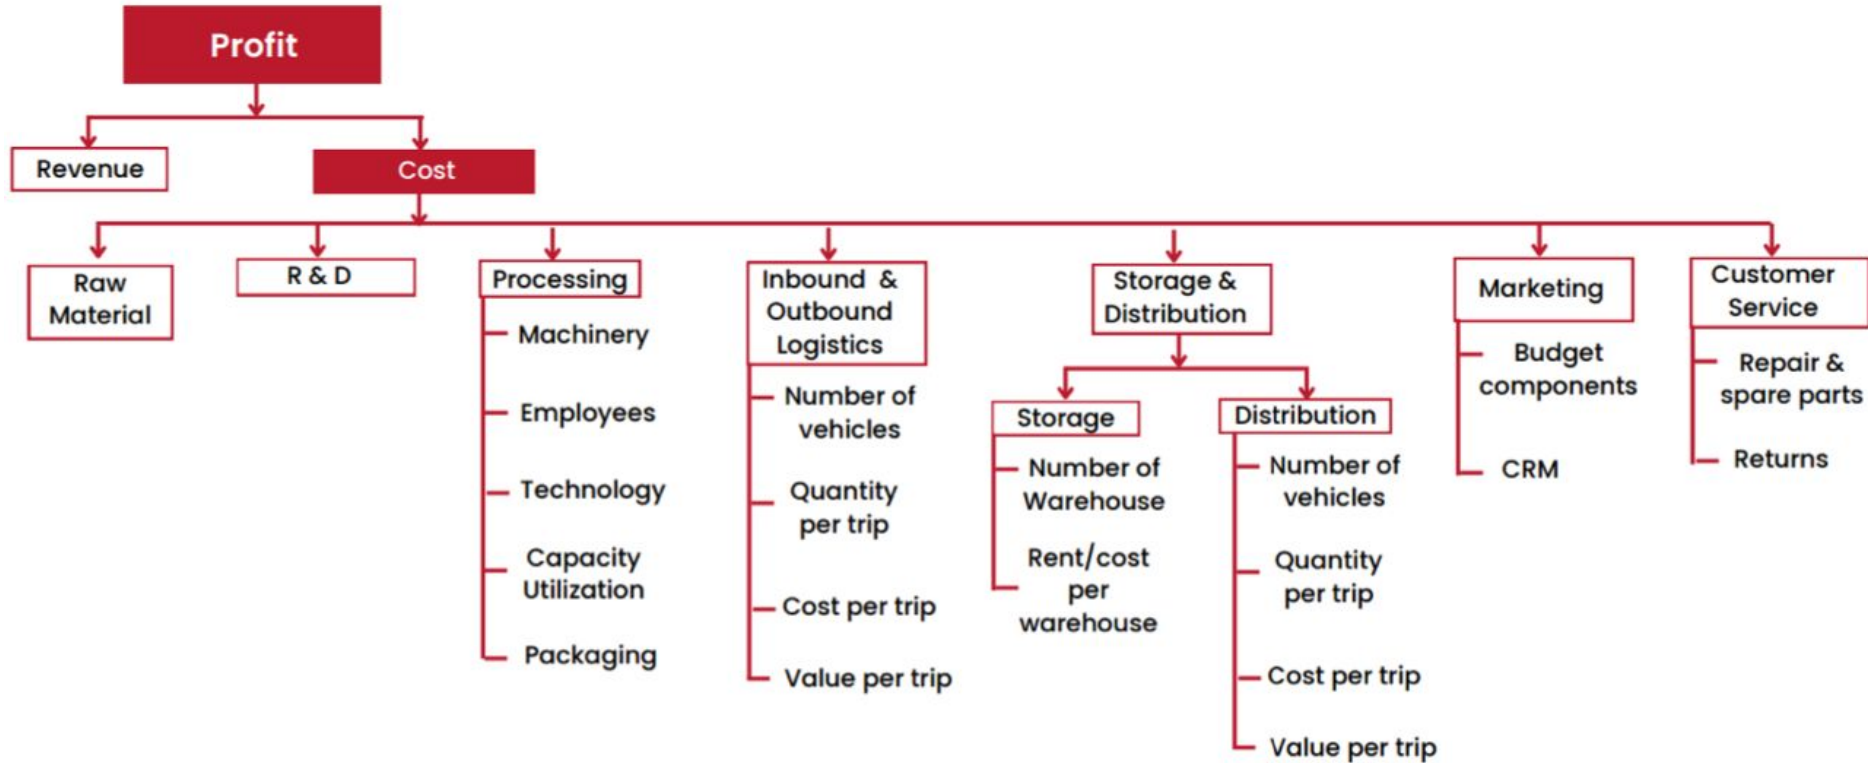 Profit
Revenue
Cost
Raw
Material
R & D
Processing
Machinery
Employees
Technology
Capacity
Utilization
Packaging
Inbound &
Outbound
Logistics
Number of
vehicles
Quantity
per trip
Cost per trip
Value per trip
Storage &
Distribution
Storage
Number of
Warehouse
Rent/cost
per
warehouse
Distribution
Number of
vehicles
Quantity
per trip
Cost per trip
Value per trip
Marketing
Budget
components
CRM
Customer
Service
Repair &
spare parts
Returns